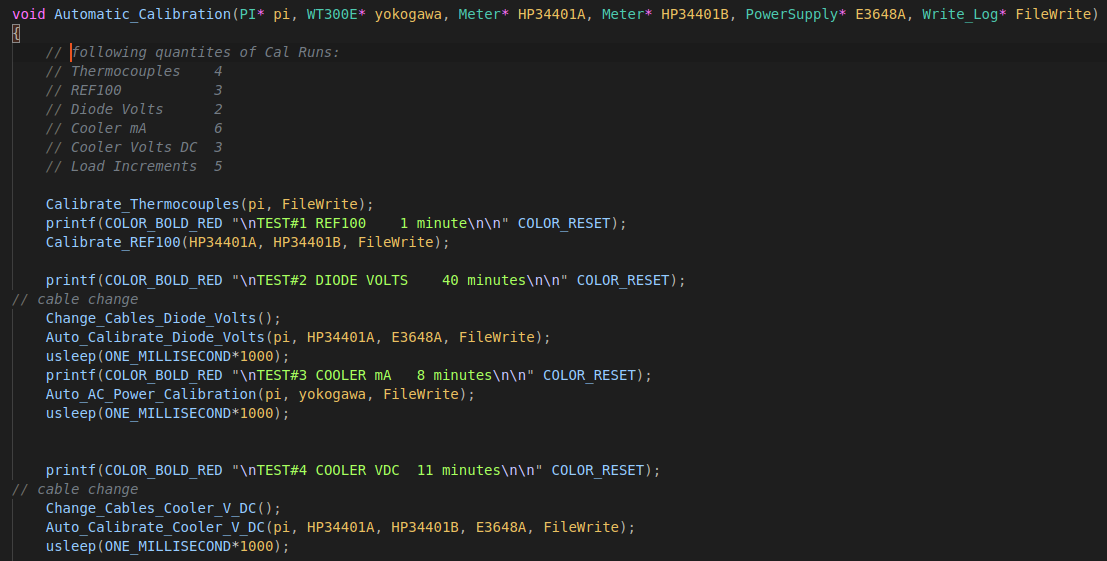 void Automatic_Calibration(PI* pi, WT300E* yokogawa, Meter* HP34401A, Meter* HP34401B, PowerSupply* E3648A, Write_Log* FileWrite)
{
// following quantites of Cal Runs:
// Thermocouples    4
// REF100           3
// Diode Volts      2
// Cooler mA        6
// Cooler Volts DC  3
// Load Increments  5
Calibrate_Thermocouples(pi, FileWrite);
printf(COLOR_BOLD_RED "\nTEST#1 REF100    1 minute\n\n" COLOR_RESET);
Calibrate_REF100(HP34401A, HP34401B, FileWrite);
printf(COLOR_BOLD_RED "\nTEST#2 DIODE VOLTS    40 minutes\n\n" COLOR_RESET);
// cable change
Change_Cables_Diode_Volts();
Auto_Calibrate_Diode_Volts(pi, HP34401A, E3648A, FileWrite);
usleep(ONE_MILLISECOND*1000);
printf(COLOR_BOLD_RED "\nTEST#3 COOLER mA   8 minutes\n\n" COLOR_RESET);
Auto_AC_Power_Calibration(pi, yokogawa, FileWrite);
usleep(ONE_MILLISECOND*1000);
printf(COLOR_BOLD_RED "\nTEST#4 COOLER VDC  11 minutes\n\n" COLOR_RESET);
// cable change
Change_Cables_Cooler_V_DC();
Auto_Calibrate_Cooler_V_DC(pi, HP34401A, HP34401B, E3648A, FileWrite);
usleep(ONE_MILLISECOND*1000);